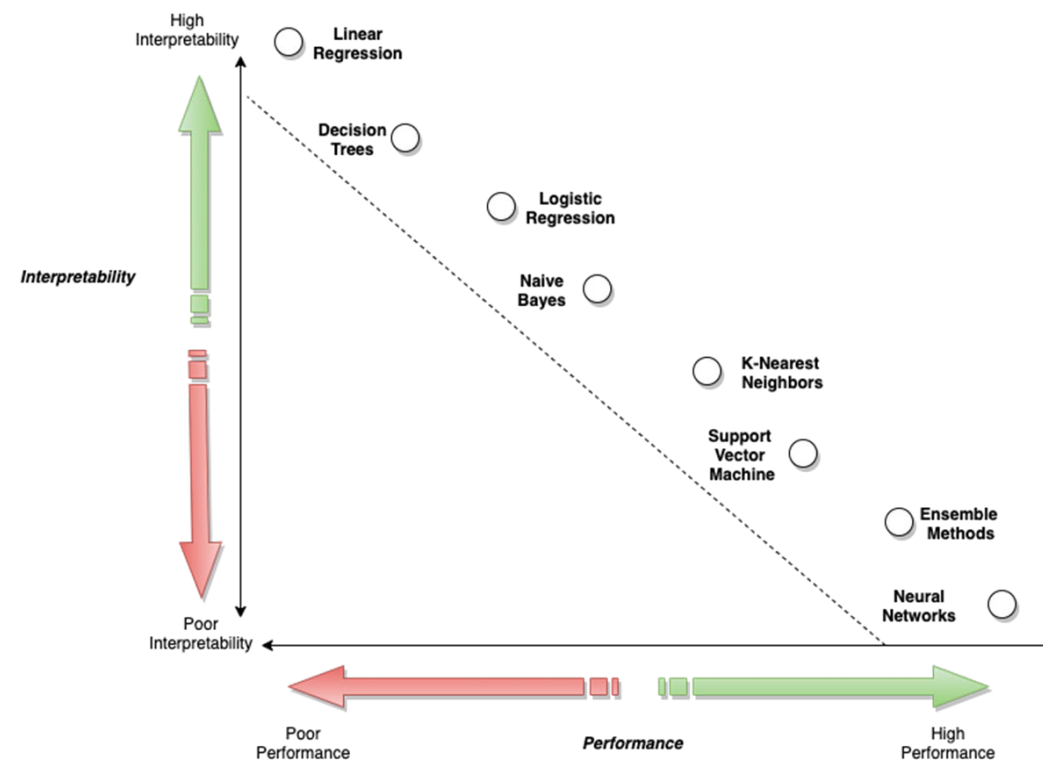 High
Interpretability
Linear
Regression
Decision
Trees
Logistic
Regression
Interpretability
Naive
Bayes
K-Nearest
Neighbors
Support
Vector
Machine
Ensemble
Methods
Neural
Networks
Poor
Interpretability
Poor
Performance
Performance
High
Performance